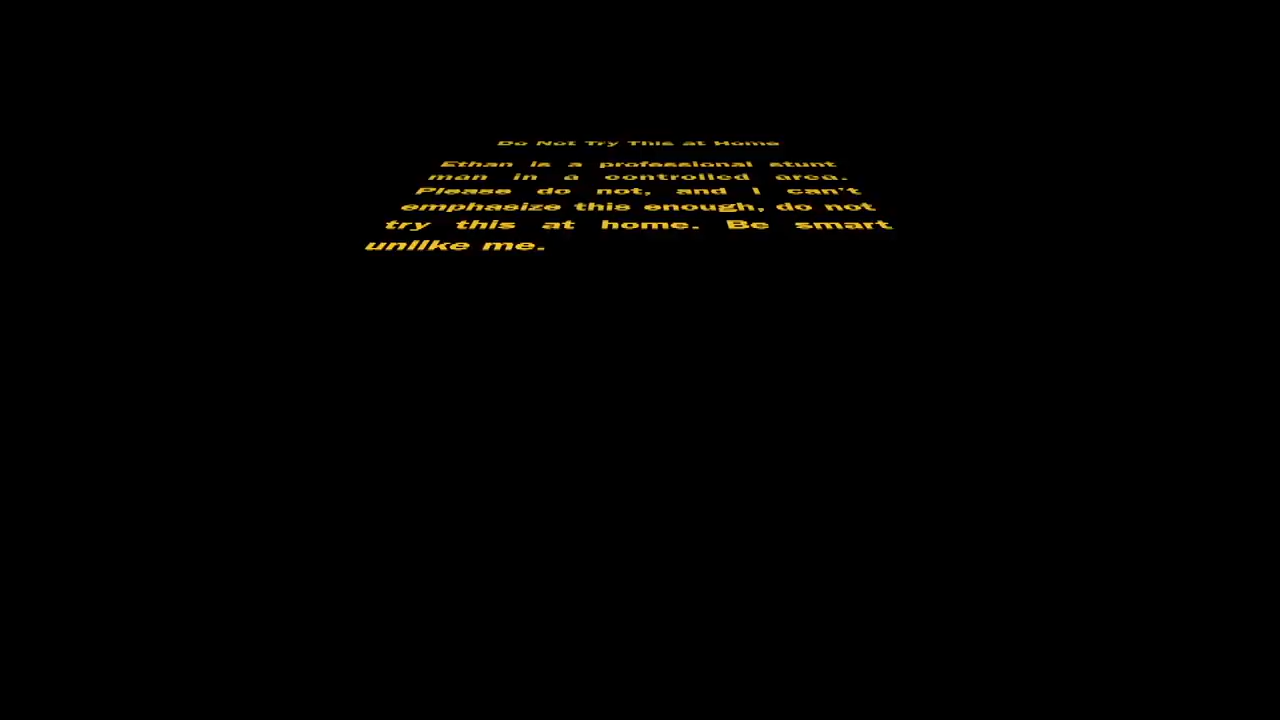 Do Not Try This at Home
Ethan is a professional stunt
man in a controlled area.
Please do not, and I can't
emphasize this enough, do not
try this at home. Be smart
unlike me.